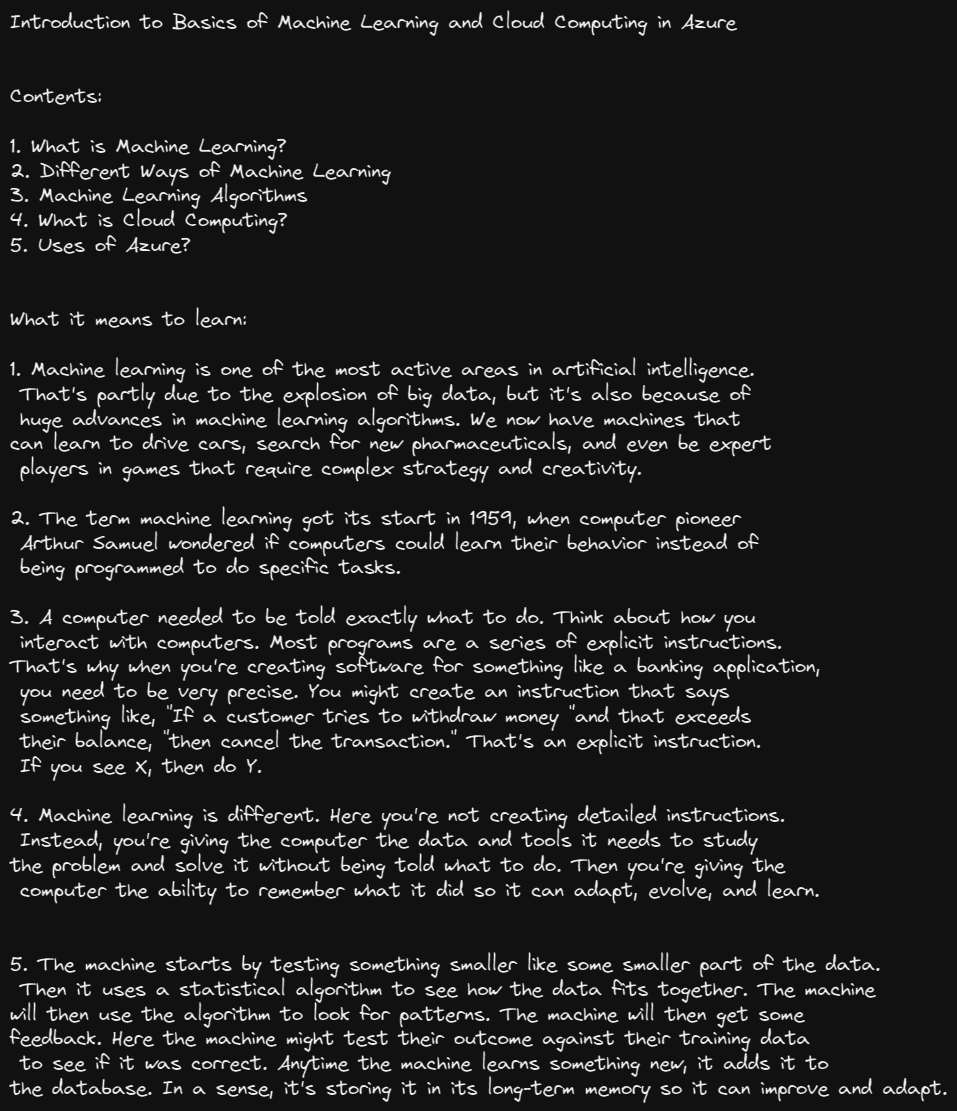 Introduction to Basics of Machine Learning and Cloud Computing in Azure
Contents:
1. What is Machine Learning?
2. Different Ways of Machine Learning
3. Machine Learning Algorithms
4. What is Cloud Computing?
5. Uses of Azure?
What it means to learn:
1. Machine learning is one of the most active areas in artificial intelligence.
That's partly due to the explosion of big data, but it's also because of
huge advances in machine learning algorithms. We now have machines that
can learn to drive cars, search for new pharmaceuticals, and even be expert
players in games that require complex strategy and creativity.
2. The term machine learning got its start in 1959, when computer pioneer
Arthur Samuel wondered if computers could learn their behavior instead of
being programmed to do specific tasks.
3. A computer needed to be told exactly what to do. Think about how you
interact with computers. Most programs are a series of explicit instructions.
That's why when you're creating software for something like a banking application,
you need to be very precise. You might create an instruction that says
something like, "If a customer tries to withdraw money "and that exceeds
their balance, "then cancel the transaction." That's an explicit instruction.
If you see X, then do Y.
4. Machine learning is different. Here you're not creating detailed instructions.
Instead, you're giving the computer the data and tools it needs to study
the problem and solve it without being told what to do. Then you're giving the
computer the ability to remember what it did so it can adapt, evolve, and learn.
5. The machine starts by testing something smaller like some smaller part of the data.
Then it uses a statistical algorithm to see how the data fits together. The machine
will then use the algorithm to look for patterns. The machine will then get some
feedback. Here the machine might test their outcome against their training data
to see if it was correct. Anytime the machine learns something new, it adds it to
the database. In a sense, it's storing it in its long-term memory so it can improve and adapt.